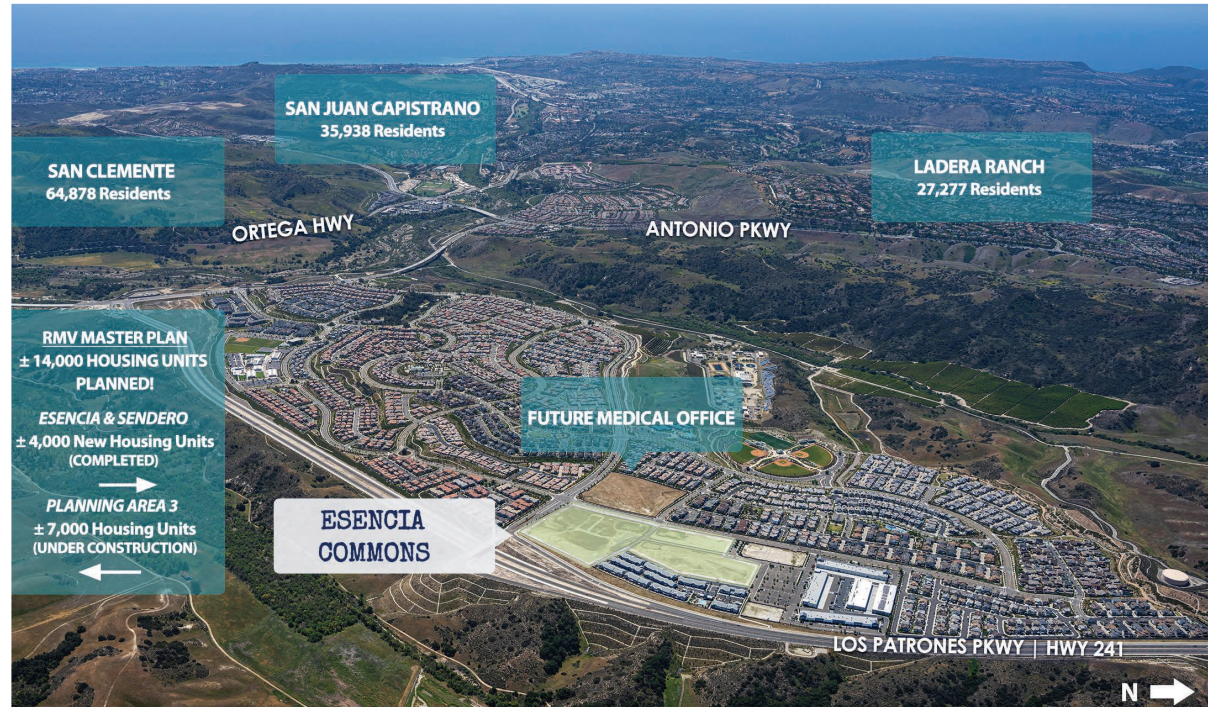 SAN JUAN CAPISTRANO
35,938 Residents
SAN CLEMENTE
64,878 Residents
LADERA RANCH
27,277 Residents
ORTEGA HWY
ANTONIO PKWY
RMV MASTER PLAN
± 14,000 HOUSING UNITS
PLANNED!
ESENCIA & SENDERO
± 4,000 New Housing Units
(COMPLETED)
PLANNING AREA 3
± 7,000 Housing Units
(UNDER CONSTRUCTION)
FUTURE MEDICAL OFFICE
ESENCIA
COMMONS
LOS PATRONES PKWY | HWY 241
N